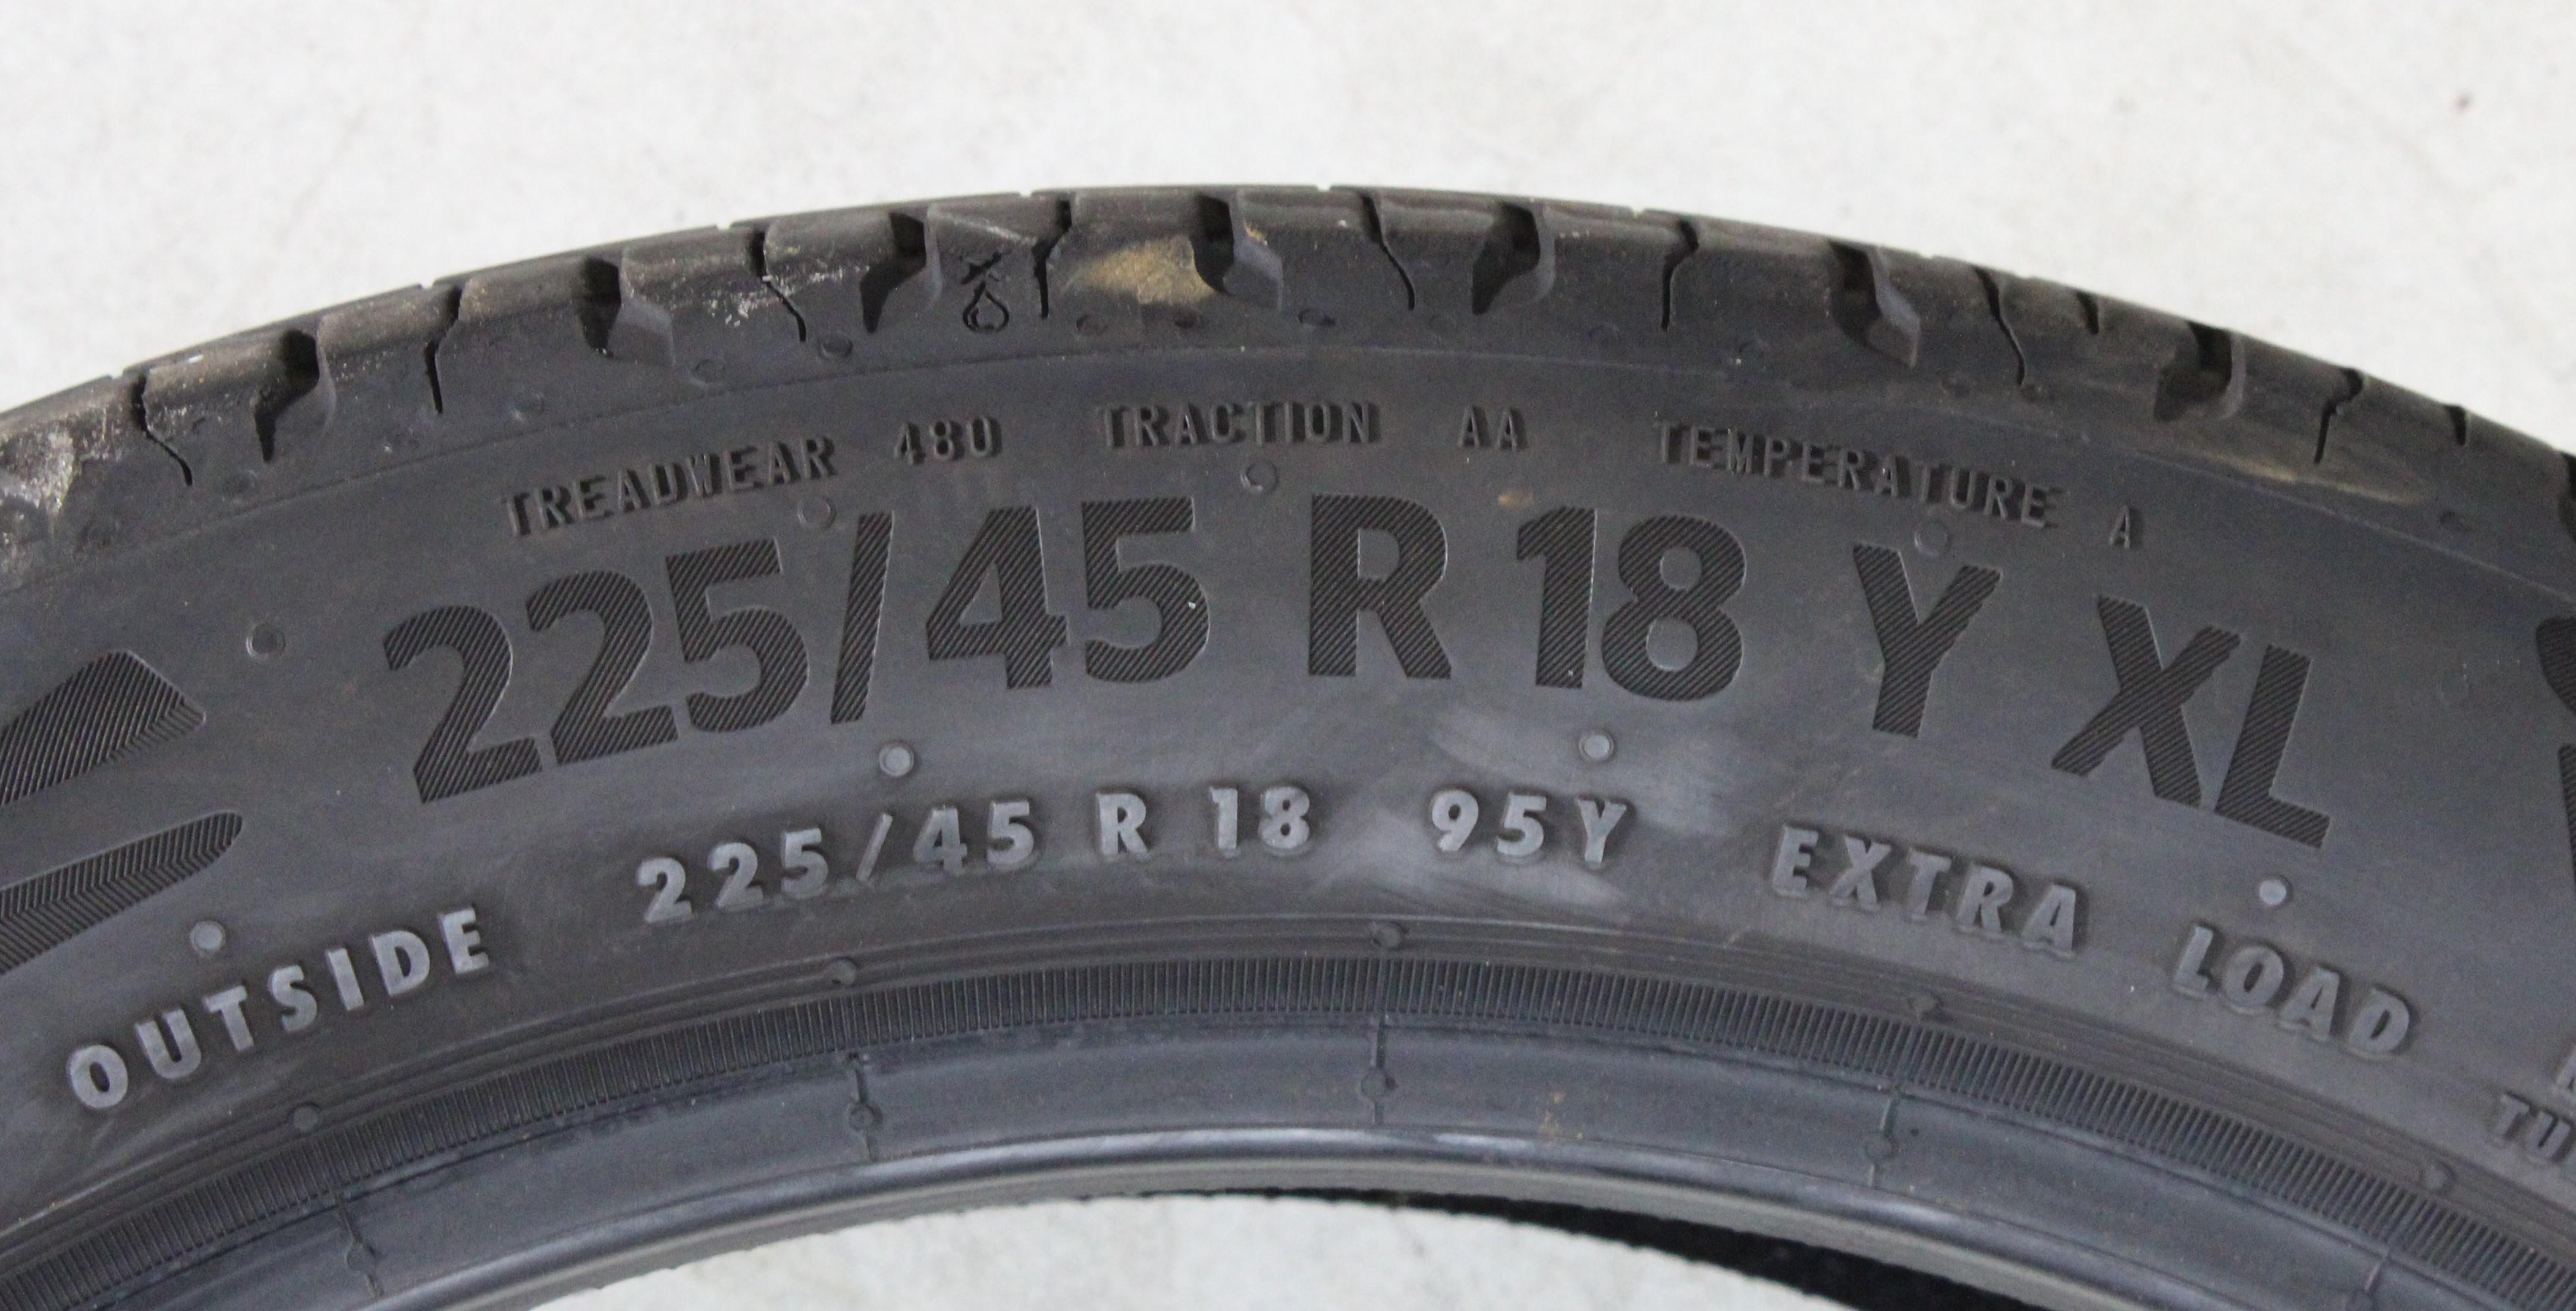 TREADWEAR 480 TRACTION AA TEMPERATURE A
225/45 R 18 Y XL
OUTSIDE 225/45 R 18 95Y EXTRA LOAD